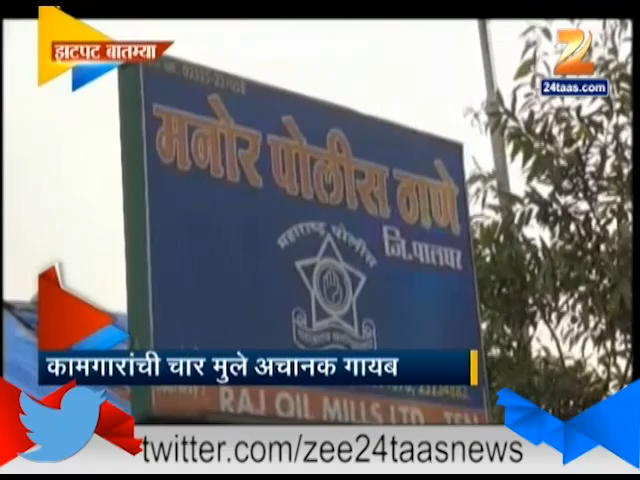 झटपट बातम्या
24taas.com
मनोर पोलीस ठाणे
महाराष्ट्र पोलीस
जि.पालघर
कामगारांची चार मुले अचानक गायब
RAJ OIL MILLS LTD.
twitter.com/zee24taasnews